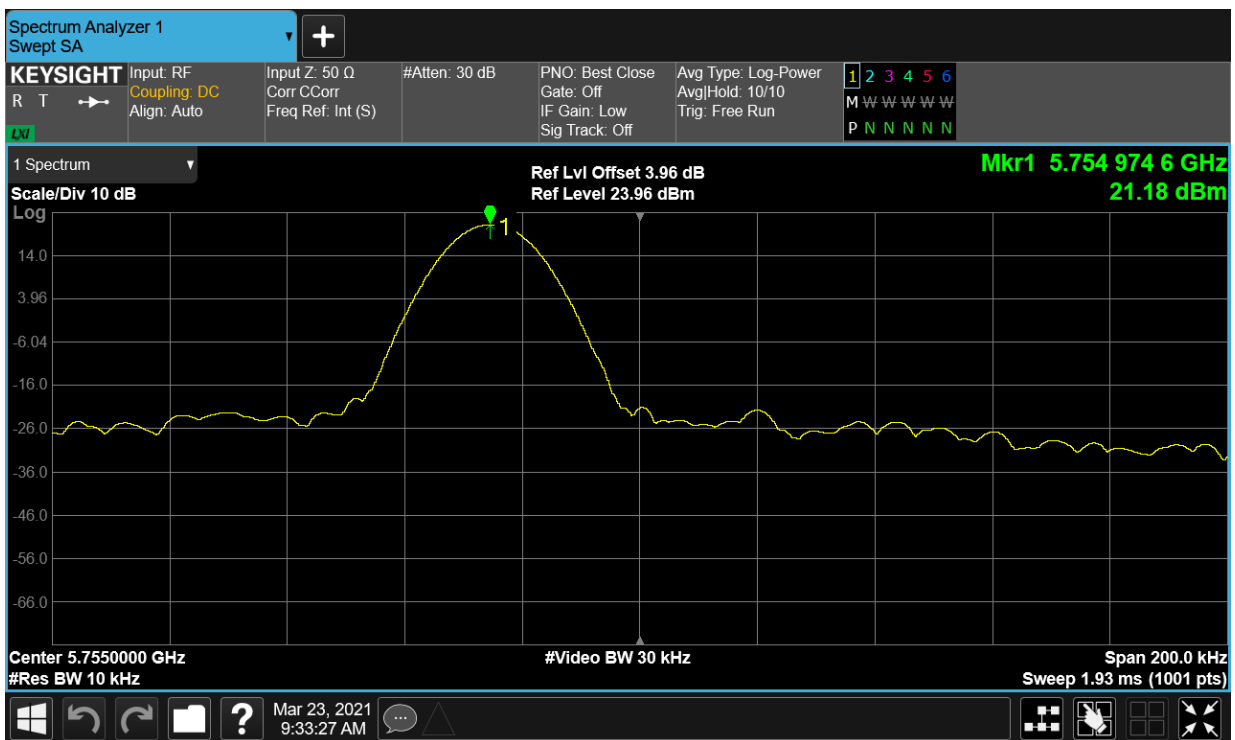 Spectrum Analyzer 1
Swept SA
KEYSIGHT
R T
LXI
Input: RF
Coupling: DC
Align: Auto
Input Z: 50 Ω
Corr CCorr
Freq Ref: Int (S)
#Atten: 30 dB
PNO: Best Close
Gate: Off
IF Gain: Low
Sig Track: Off
Avg Type: Log-Power
Avg|Hold: 10/10
Trig: Free Run
1 2 3 4 5 6
M W W W W W
P N N N N N
1 Spectrum
Scale/Div 10 dB
Log
Ref Lvl Offset 3.96 dB
Ref Level 23.96 dBm
Mkr1 5.754 974 6 GHz
21.18 dBm
1
14.0
3.96
-6.04
-16.0
-26.0
-36.0
-46.0
-56.0
-66.0
Center 5.7550000 GHz
#Res BW 10 kHz
#Video BW 30 kHz
Span 200.0 kHz
Sweep 1.93 ms (1001 pts)
?
Mar 23, 2021
9:33:27 AM